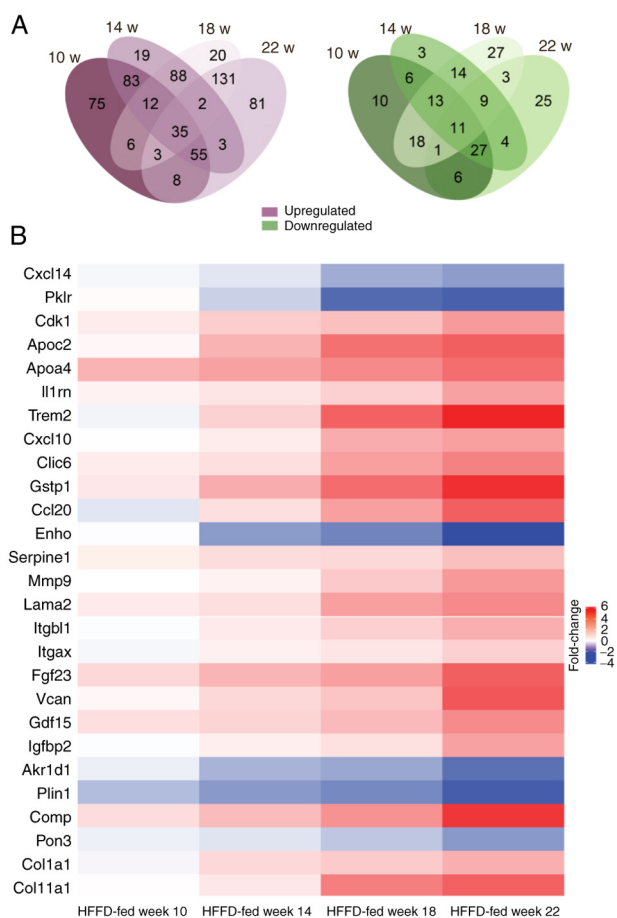 A
14 w 18 w
10 w 22 w
19 20
83 88 131
75 12 2 81
35
6 3 55 3
8
14 w 18 w
10 w 22 w
3 27
6 14 3
10 13 9 25
11
18 1 27 4
6
Upregulated
Downregulated
B
Cxcl14
Pklr
Cdk1
Apoc2
Apoa4
Il1rn
Trem2
Cxcl10
Clic6
Gstp1
Ccl20
Enho
Serpine1
Mmp9
Lama2
Itgbl1
Itgax
Fgf23
Vcan
Gdf15
Igfbp2
Akr1d1
Plin1
Comp
Pon3
Col1a1
Col11a1
HFFD-fed week 10 HFFD-fed week 14 HFFD-fed week 18 HFFD-fed week 22
Fold-change
6
4
2
0
−2
−4